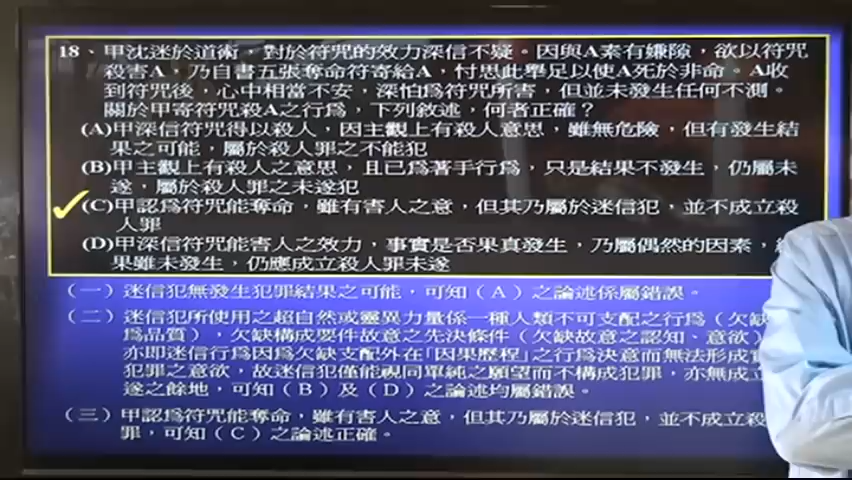 18、甲沈迷於道術，對於符咒的效力深信不疑。因與A素有嫌隙，欲以符咒
殺害A，乃自書五張奪命符寄給A，忖思此舉足以使A死於非命。A收
到符咒後，心中相當不安，深怕為符咒所害，但並未發生任何不測。
關於甲寄符咒殺A之行為，下列敘述，何者正確？
(A)甲深信符咒得以殺人，因主觀上有殺人意思，雖無危險，但有發生結
果之可能，屬於殺人罪之不能犯
(B)甲主觀上有殺人之意思，且已為著手行為，只是結果不發生，仍屬未
遂，屬於殺人罪之未遂犯
(C)甲認為符咒能奪命，雖有害人之意，但其乃屬於迷信犯，並不成立殺
人罪
(D)甲深信符咒能害人之效力，事實是否果真發生，乃屬偶然的因素，
果雖未發生，仍應成立殺人罪未遂
（一）迷信犯無發生犯罪結果之可能，可知（A）之論述係屬錯誤。
（二）迷信犯所使用之超自然或靈異力量係一種人類不可支配之行為（欠缺
為品質），欠缺構成要件故意之先決條件（欠缺故意之認知、意欲）
亦即迷信行為因為欠缺支配外在「因果歷程」之行為決意而無法形成
犯罪之意欲，故迷信犯僅能視同單純之願望而不構成犯罪，亦無成立
遂之餘地，可知（B）及（D）之論述均屬錯誤。
（三）甲認為符咒能奪命，雖有害人之意，但其乃屬於迷信犯，並不成立殺
罪，可知（C）之論述正確。